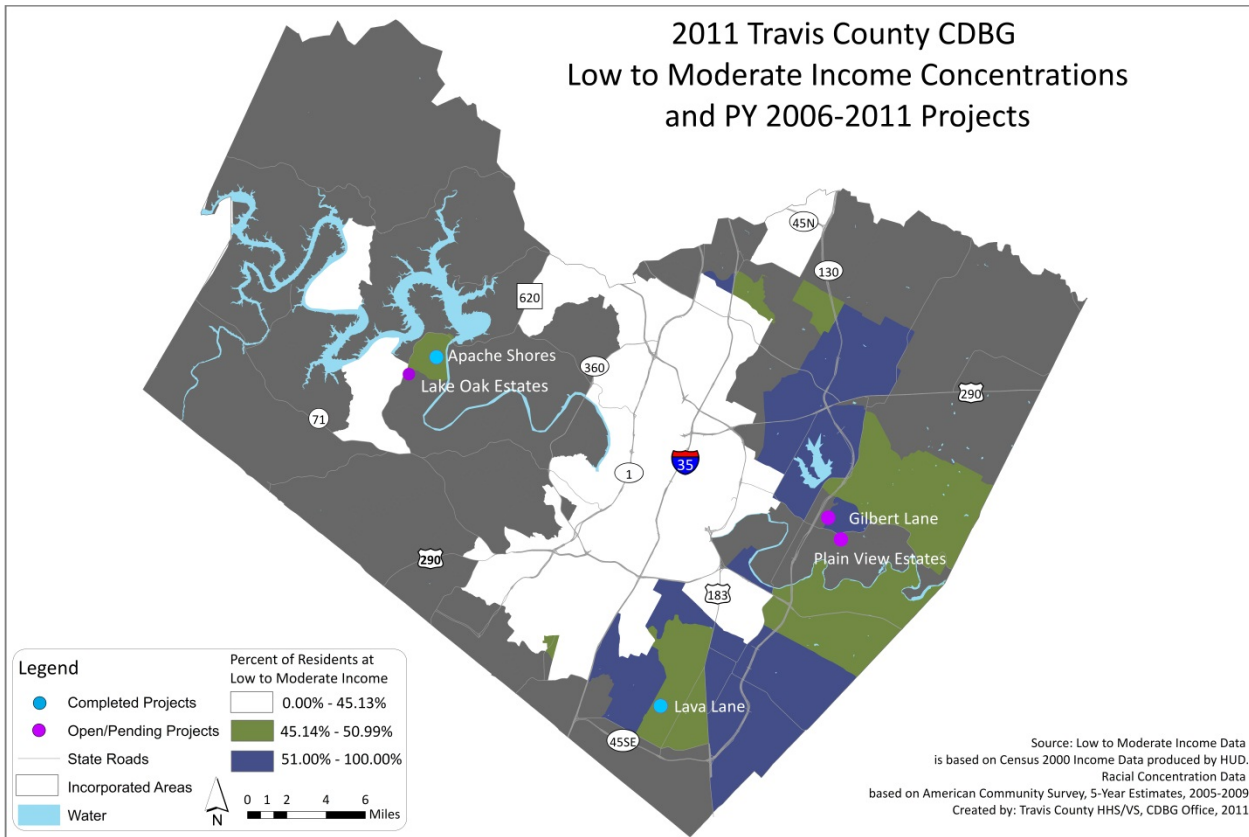 2011 Travis County CDBG
Low to Moderate Income Concentrations
and PY 2006-2011 Projects
45N
130
620
Apache Shores
360
Lake Oak Estates
290
71
35
1
Gilbert Lane
Plain View Estates
290
183
Lava Lane
45SE
Legend
Completed Projects
Open/Pending Projects
State Roads
Incorporated Areas
Water
Percent of Residents at
Low to Moderate Income
0.00% - 45.13%
45.14% - 50.99%
51.00% - 100.00%
N
0 1 2 4 6
Miles
Source: Low to Moderate Income Data
is based on Census 2000 Income Data produced by HUD.
Racial Concentration Data
based on American Community Survey, 5-Year Estimates, 2005-2009
Created by: Travis County HHS/VS, CDBG Office, 2011